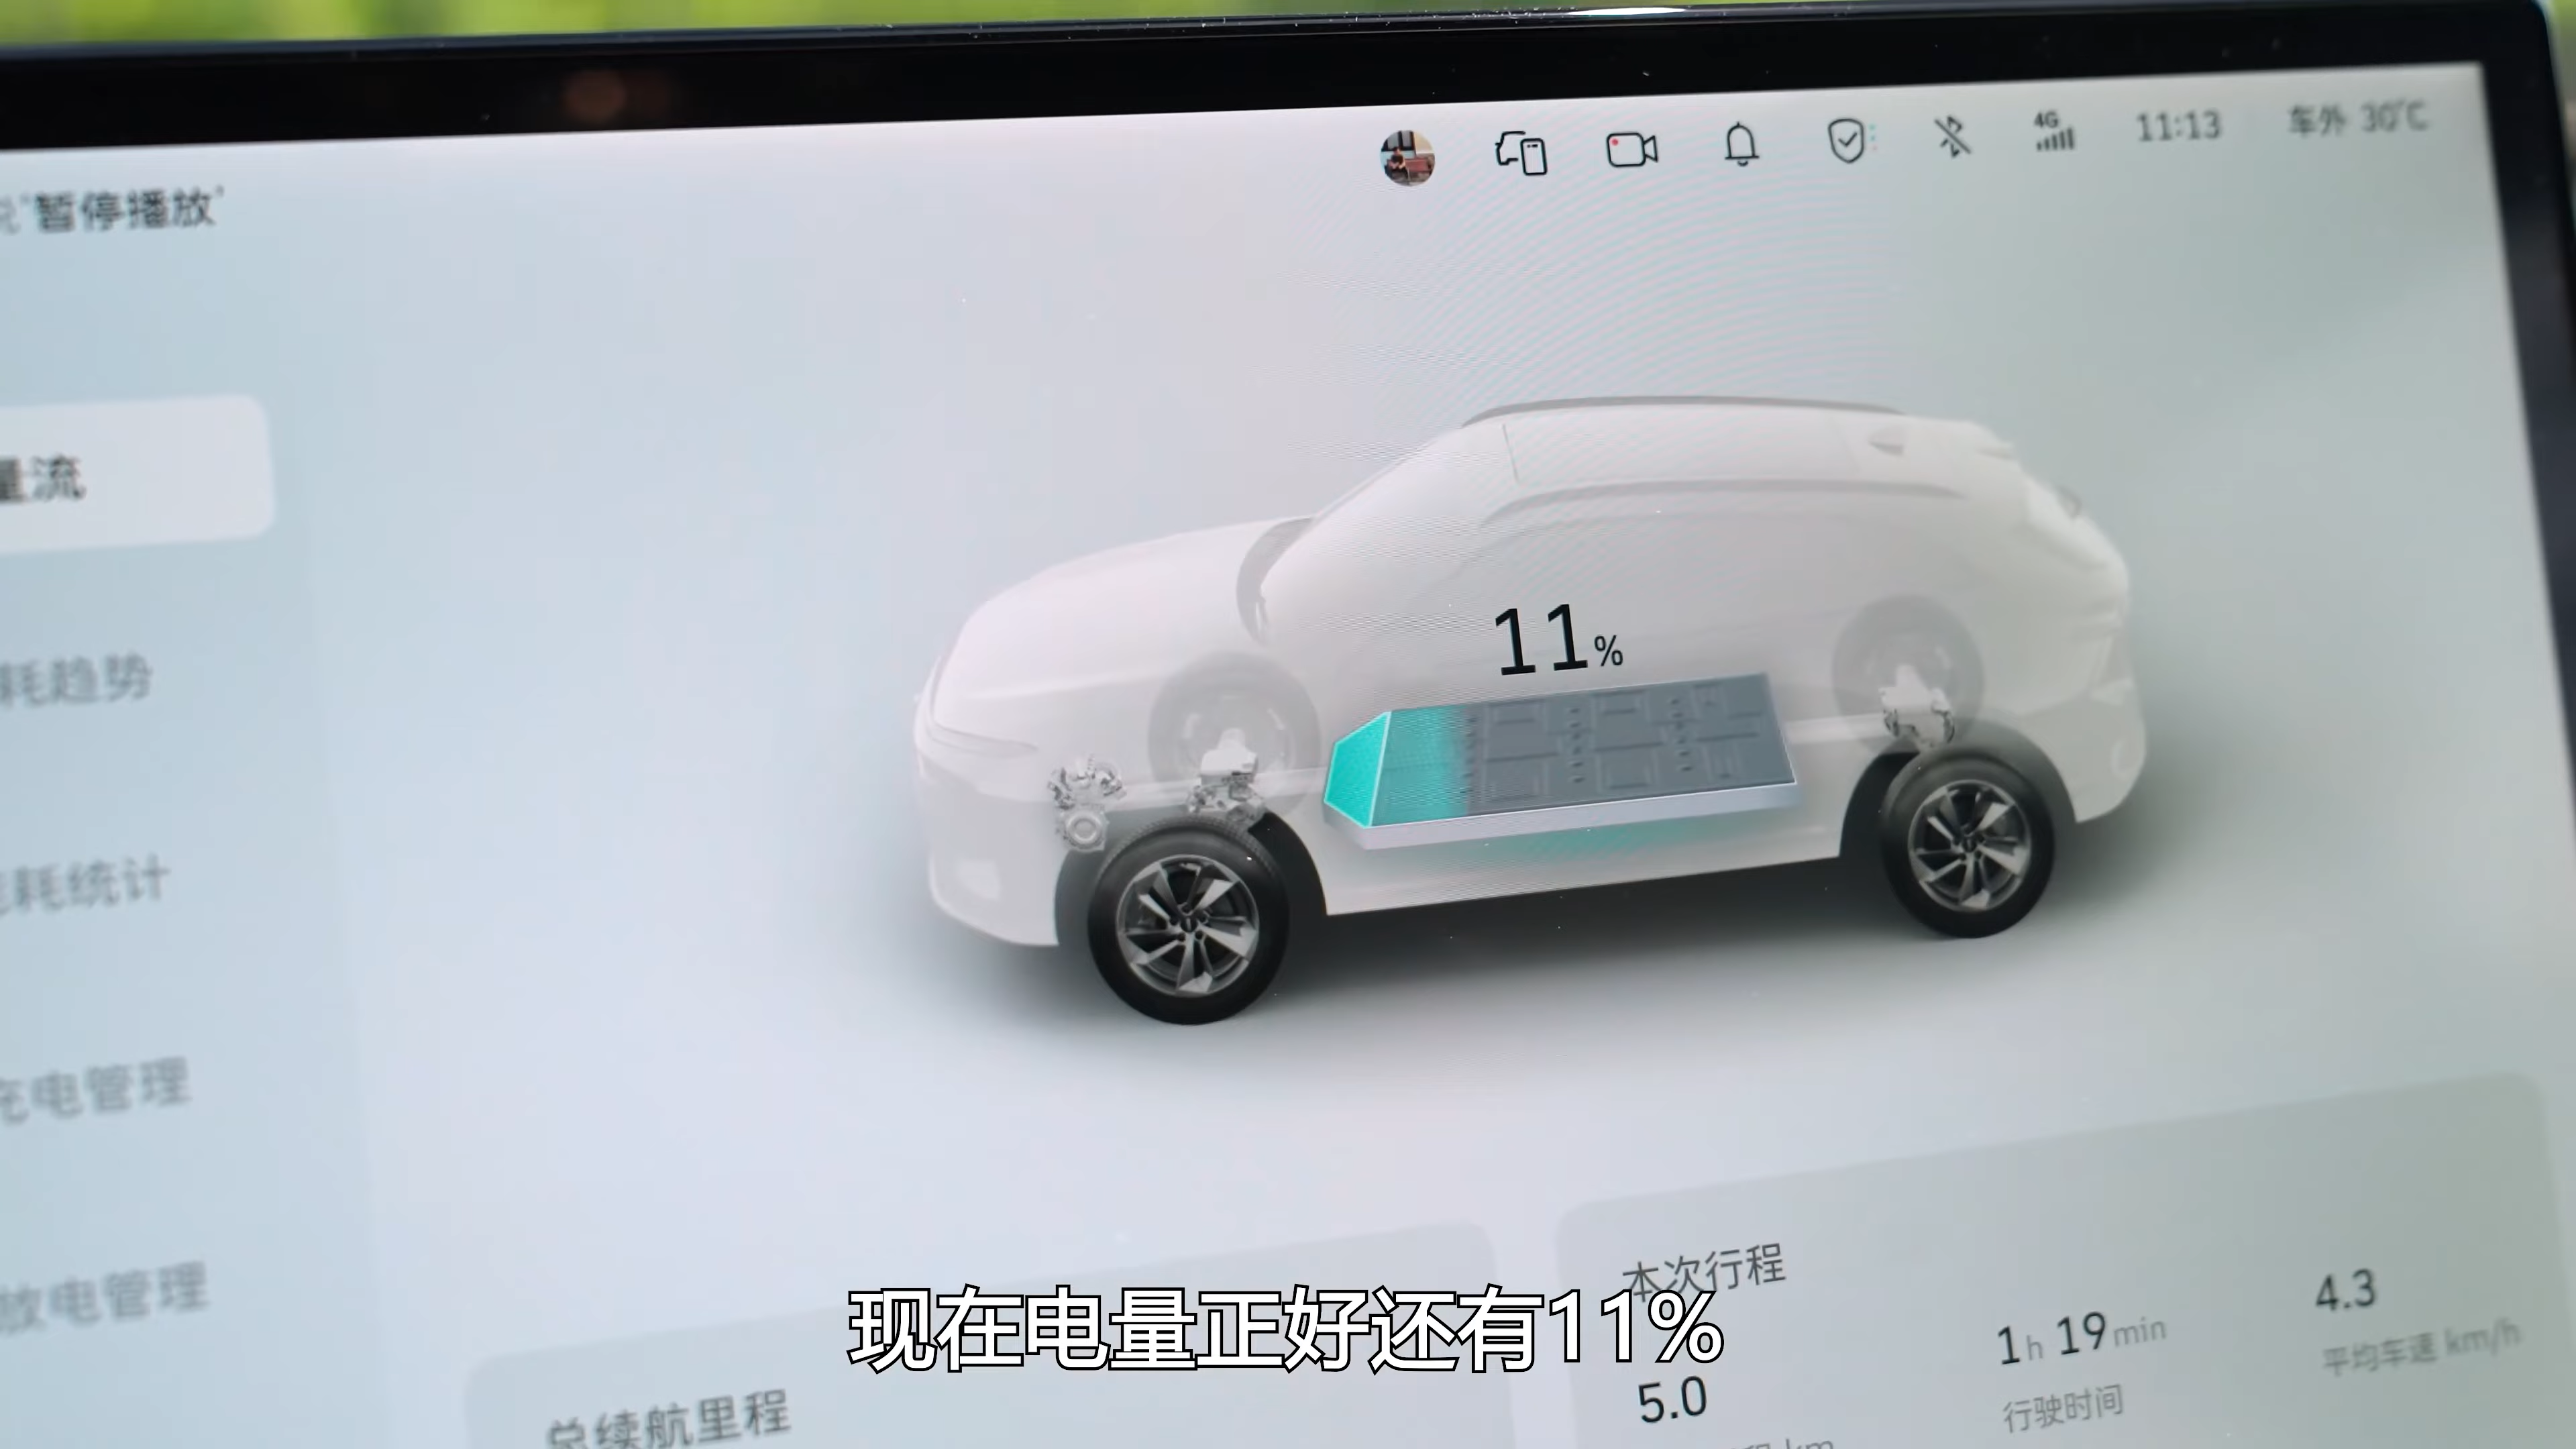 4G
11:13
车外 30℃
"暂停播放"
量流
11%
耗趋势
耗统计
充电管理
放电管理
本次行程
4.3
1h 19min
平均车速 km/h
现在电量正好还有11%
5.0
行驶时间
总续航里程
km